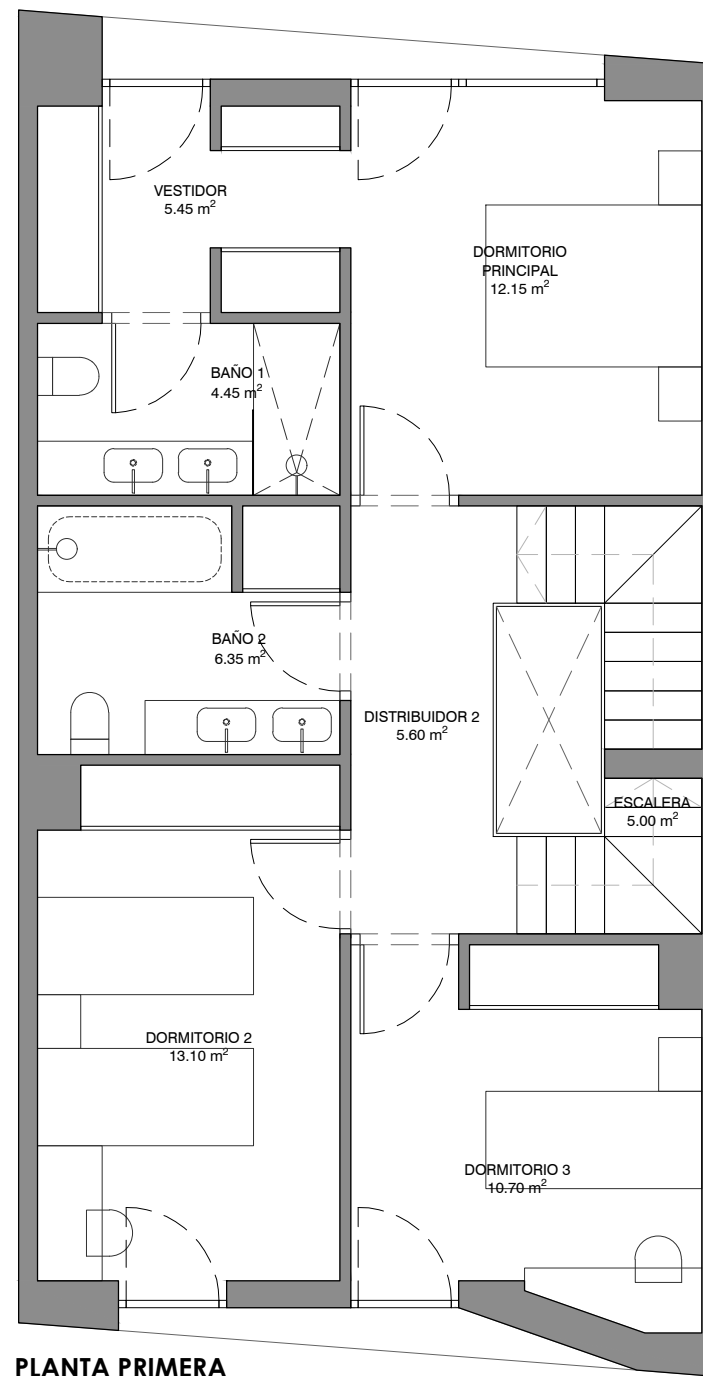 VESTIDOR
5.45 m²
DORMITORIO
PRINCIPAL
12.15 m²
BAÑO 1
4.45 m²
BAÑO 2
6.35 m²
DISTRIBUIDOR 2
5.60 m²
ESCALERA
5.00 m²
DORMITORIO 2
13.10 m²
DORMITORIO 3
10.70 m²
PLANTA PRIMERA